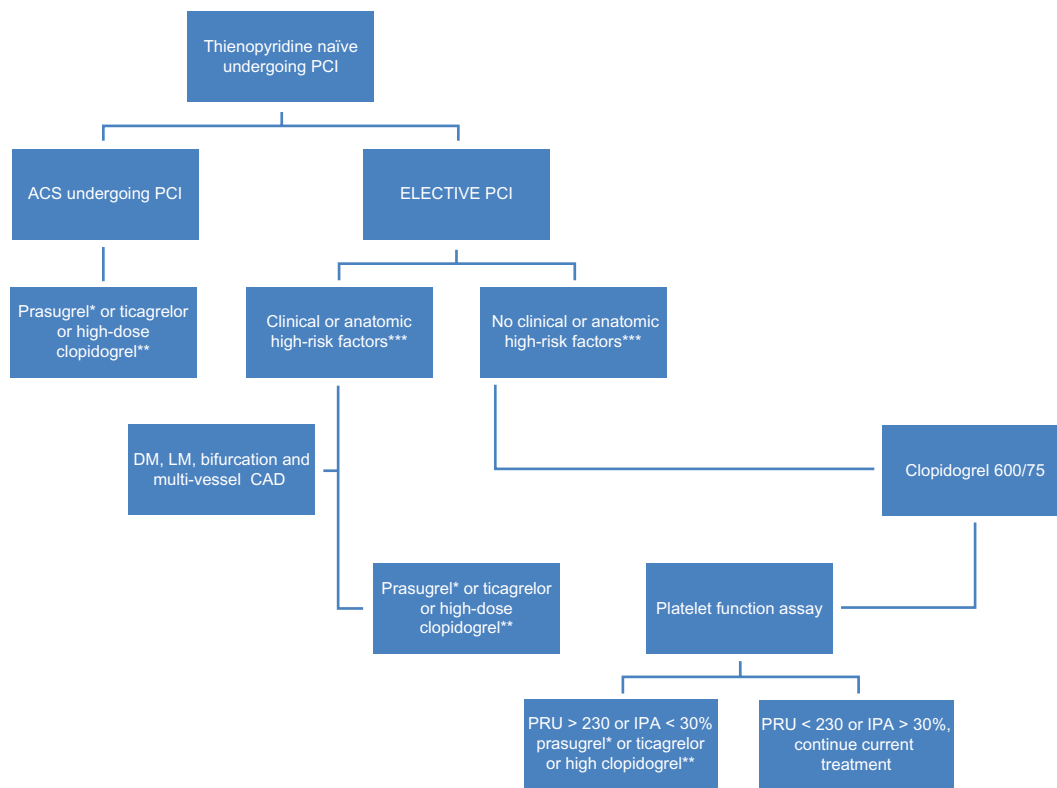 Thienopyridine naïve
undergoing PCI
ACS undergoing PCI
ELECTIVE PCI
Prasugrel* or ticagrelor
or high-dose
clopidogrel**
Clinical or anatomic
high-risk factors***
No clinical or anatomic
high-risk factors***
DM, LM, bifurcation and
multi-vessel CAD
Clopidogrel 600/75
Prasugrel* or ticagrelor
or high-dose
clopidogrel**
Platelet function assay
PRU > 230 or IPA < 30%
prasugrel* or ticagrelor
or high clopidogrel**
PRU < 230 or IPA > 30%,
continue current
treatment